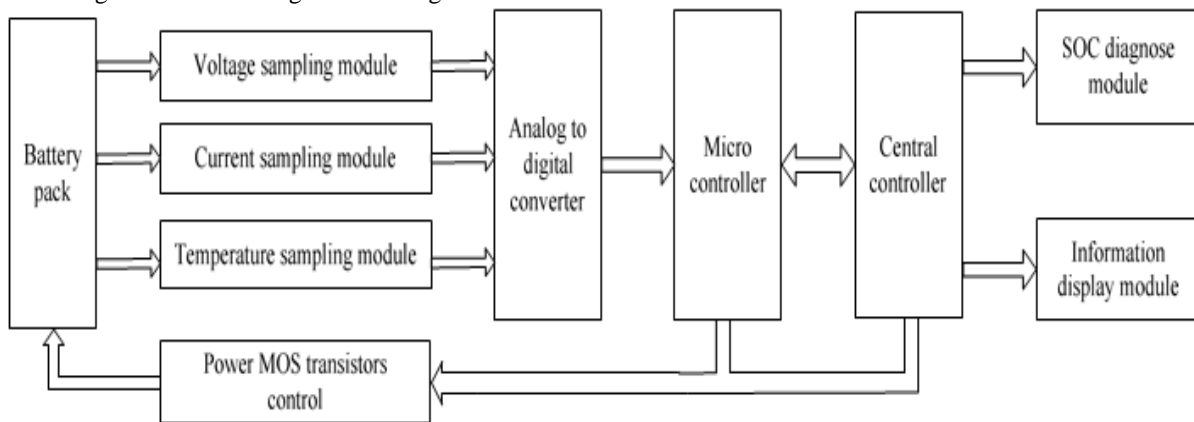 Battery
pack
Voltage sampling module
Current sampling module
Temperature sampling module
Power MOS transistors
control
Analog to
digital
converter
Micro
controller
Central
controller
SOC diagnose
module
Information
display module